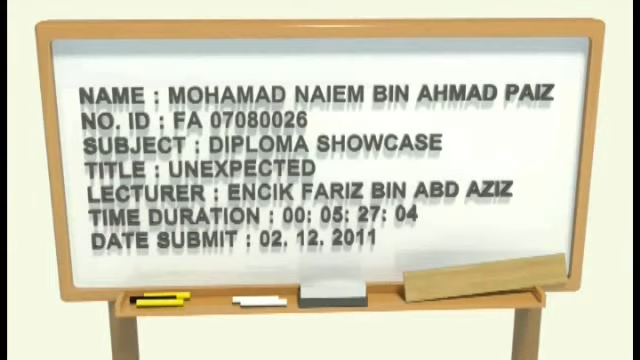 NAME : MOHAMAD NAIEM BIN AHMAD PAIZ
NO. ID : FA 07080026
SUBJECT : DIPLOMA SHOWCASE
TITLE : UNEXPECTED
LECTURER : ENCIK FARIZ BIN ABD AZIZ
TIME DURATION : 00: 05: 27: 04
DATE SUBMIT : 02. 12. 2011